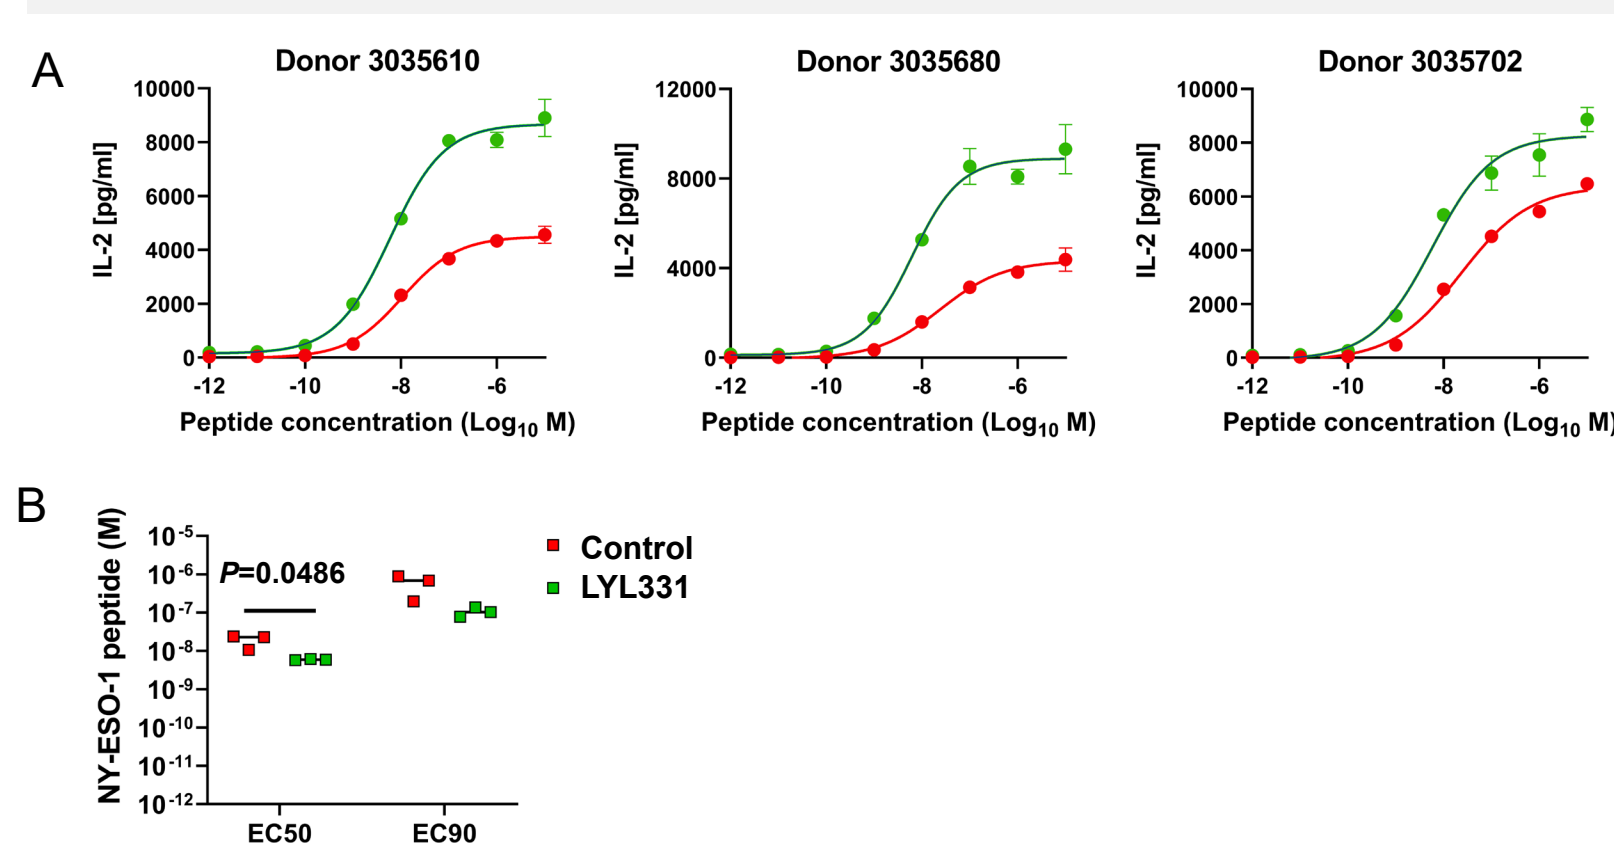 A
Donor 3035610
Donor 3035680
Donor 3035702
IL-2 [pg/ml]
10000
8000
6000
4000
2000
0
-12
-10
-8
-6
Peptide concentration (Log10 M)
IL-2 [pg/ml]
12000
8000
4000
0
-12
-10
-8
-6
Peptide concentration (Log10 M)
IL-2 [pg/ml]
10000
8000
6000
4000
2000
0
-12
-10
-8
-6
Peptide concentration (Log10 M)
B
NY-ESO-1 peptide (M)
10-5
10-6
10-7
10-8
10-9
10-10
10-11
10-12
P=0.0486
EC50
EC90
Control
LYL331